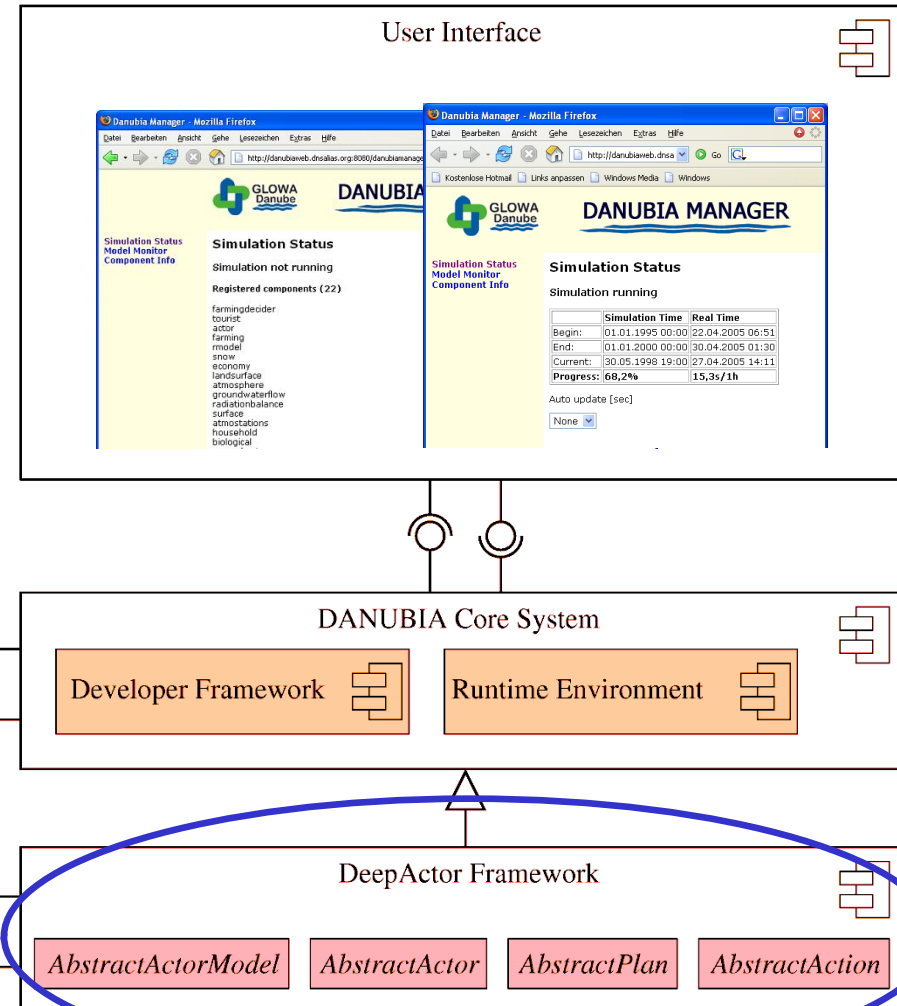 User Interface
Danubia Manager - Mozilla Firefox
Datei Bearbeiten Ansicht Gehe Lesezeichen Extras Hilfe
http://danubiaweb.dnsalias.org:8080/danubiamanage
GLOWA
Danube
DANUBIA
Simulation Status
Model Monitor
Component Info
Simulation Status
Simulation not running
Registered components (22)
farmingdecider
tourist
actor
farming
rmodel
snow
economy
landsurface
atmosphere
groundwaterflow
radiationbalance
surface
atmostations
household
biological
Danubia Manager - Mozilla Firefox
Datei Bearbeiten Ansicht Gehe Lesezeichen Extras Hilfe
http://danubiaweb.dnsa Go
Kostenlose Hotmail Links anpassen Windows Media Windows
GLOWA
Danube
DANUBIA MANAGER
Simulation Status
Model Monitor
Component Info
Simulation Status
Simulation running
Simulation Time Real Time
Begin: 01.01.1995 00:00 22.04.2005 06:51
End: 01.01.2000 00:00 30.04.2005 01:30
Current: 30.05.1998 19:00 27.04.2005 14:11
Progress: 68,2% 15,3s/1h
Auto update [sec]
None
DANUBIA Core System
Developer Framework
Runtime Environment
DeepActor Framework
AbstractActorModel
AbstractActor
AbstractPlan
AbstractAction